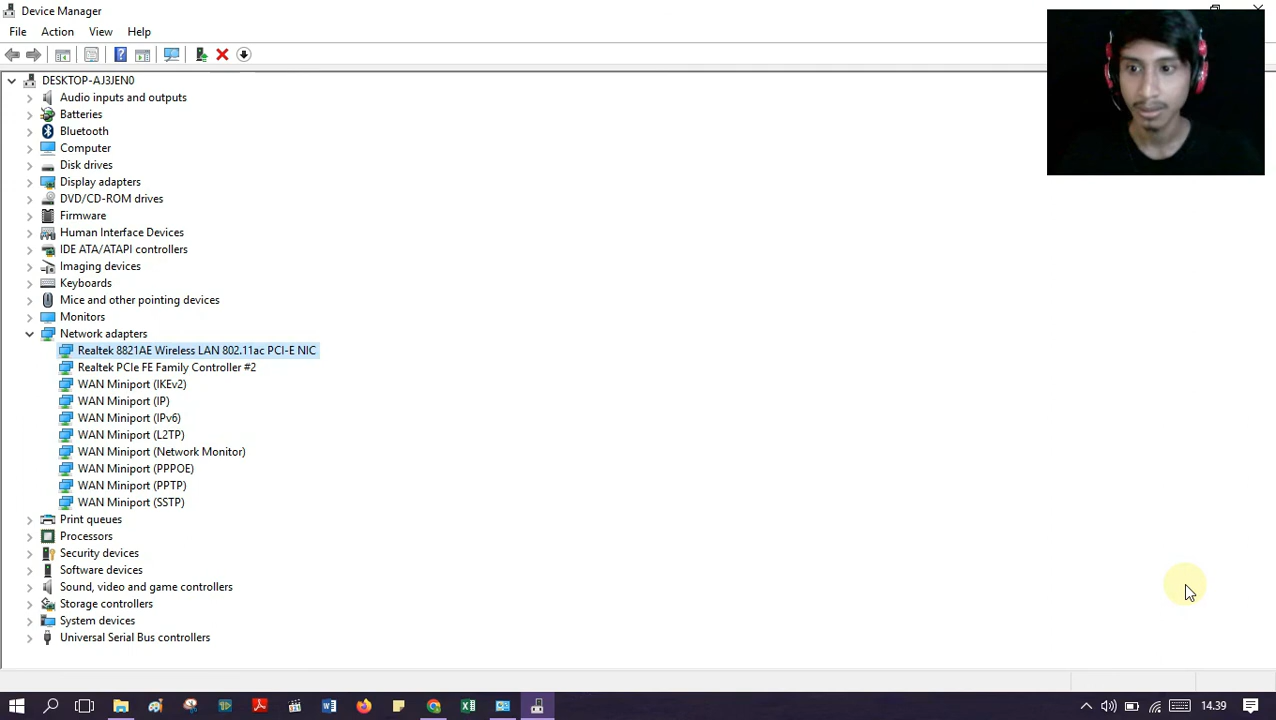 Device Manager
File Action View Help
DESKTOP-AJ3JEN0
Audio inputs and outputs
Batteries
Bluetooth
Computer
Disk drives
Display adapters
DVD/CD-ROM drives
Firmware
Human Interface Devices
IDE ATA/ATAPI controllers
Imaging devices
Keyboards
Mice and other pointing devices
Monitors
Network adapters
Realtek 8821AE Wireless LAN 802.11ac PCI-E NIC
Realtek PCIe FE Family Controller #2
WAN Miniport (IKEv2)
WAN Miniport (IP)
WAN Miniport (IPv6)
WAN Miniport (L2TP)
WAN Miniport (Network Monitor)
WAN Miniport (PPPOE)
WAN Miniport (PPTP)
WAN Miniport (SSTP)
Print queues
Processors
Security devices
Software devices
Sound, video and game controllers
Storage controllers
System devices
Universal Serial Bus controllers
14.39